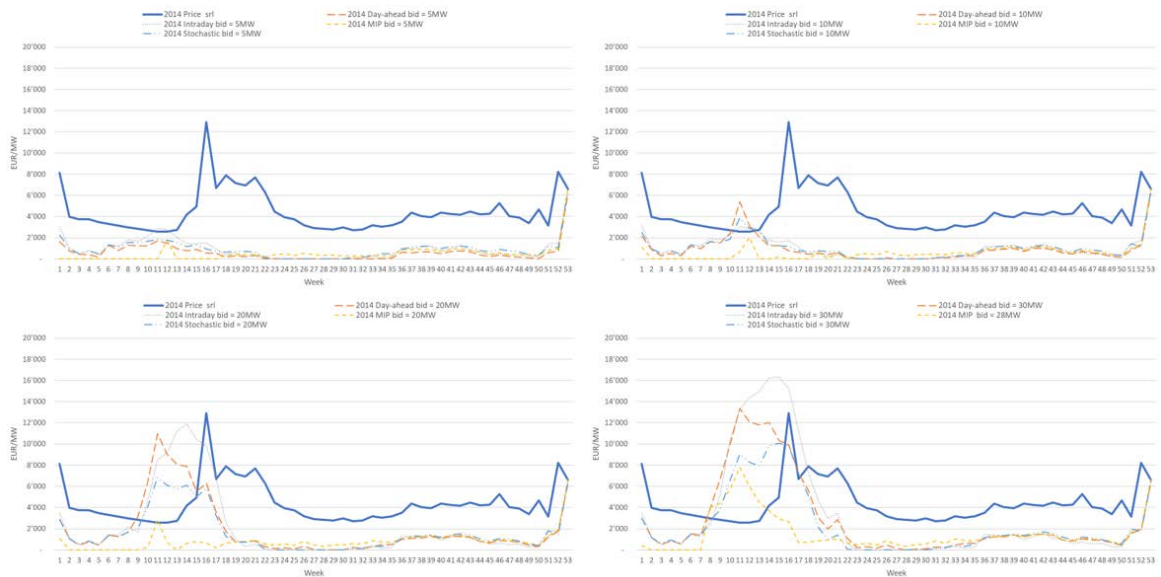 2014 Price srl 2014 Day-ahead bid = 5MW
2014 Intraday bid = 5MW 2014 MIP bid = 5MW
2014 Stochastic bid = 5MW
20'000
18'000
16'000
14'000
12'000
10'000
8'000
6'000
4'000
2'000
-
EUR/MW
1 2 3 4 5 6 7 8 9 10 11 12 13 14 15 16 17 18 19 20 21 22 23 24 25 26 27 28 29 30 31 32 33 34 35 36 37 38 39 40 41 42 43 44 45 46 47 48 49 50 51 52 53
Week
2014 Price srl 2014 Day-ahead bid = 10MW
2014 Intraday bid = 10MW 2014 MIP bid = 10MW
2014 Stochastic bid = 10MW
20'000
18'000
16'000
14'000
12'000
10'000
8'000
6'000
4'000
2'000
-
EUR/MW
1 2 3 4 5 6 7 8 9 10 11 12 13 14 15 16 17 18 19 20 21 22 23 24 25 26 27 28 29 30 31 32 33 34 35 36 37 38 39 40 41 42 43 44 45 46 47 48 49 50 51 52 53
Week
2014 Price srl 2014 Day-ahead bid = 20MW
2014 Intraday bid = 20MW 2014 MIP bid = 20MW
2014 Stochastic bid = 20MW
20'000
18'000
16'000
14'000
12'000
10'000
8'000
6'000
4'000
2'000
-
EUR/MW
1 2 3 4 5 6 7 8 9 10 11 12 13 14 15 16 17 18 19 20 21 22 23 24 25 26 27 28 29 30 31 32 33 34 35 36 37 38 39 40 41 42 43 44 45 46 47 48 49 50 51 52 53
Week
2014 Price srl 2014 Day-ahead bid = 30MW
2014 Intraday bid = 30MW 2014 MIP bid = 28MW
2014 Stochastic bid = 30MW
20'000
18'000
16'000
14'000
12'000
10'000
8'000
6'000
4'000
2'000
-
EUR/MW
1 2 3 4 5 6 7 8 9 10 11 12 13 14 15 16 17 18 19 20 21 22 23 24 25 26 27 28 29 30 31 32 33 34 35 36 37 38 39 40 41 42 43 44 45 46 47 48 49 50 51 52 53
Week